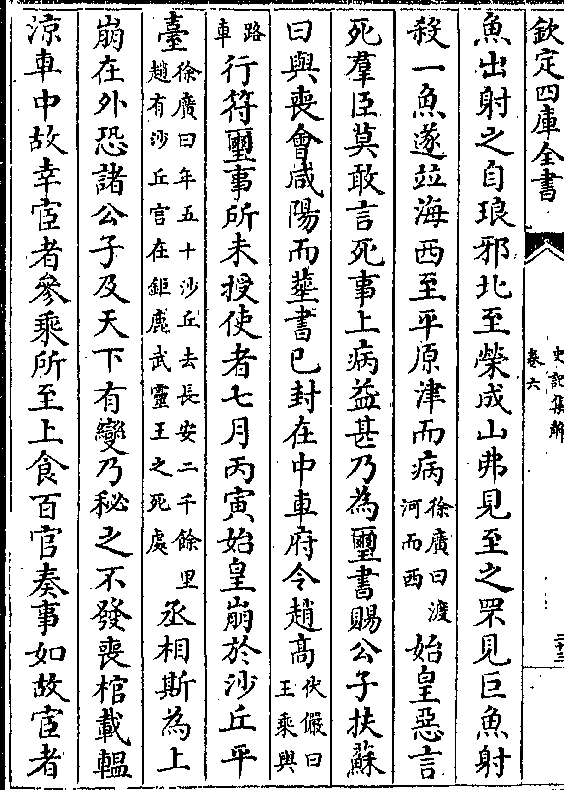 欽定四庫全書
史記集解
卷六
魚出射之自琅邪北至榮成山弗見至之罘見巨魚射
殺一魚遂竝海西至平原津而病徐廣曰渡河而西始皇惡言
死羣臣莫敢言死事上病益甚乃為璽書賜公子扶蘇
曰與喪會咸陽而葬書已封在中車府令趙髙伏儼曰王乘輿
路車行符璽事所未授使者七月丙寅始皇崩於沙丘平
臺徐廣曰年五十沙丘去長安二千餘里趙有沙丘宫在鉅鹿武靈王之死處丞相斯為上
崩在外恐諸公子及天下有變乃秘之不發喪棺載轀
涼車中故幸宦者參乘所至上食百官奏事如故宦者